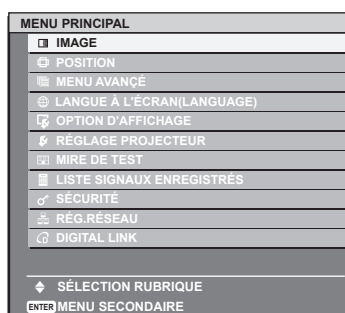 MENU PRINCIPAL
IMAGE
POSITION
MENU AVANÇÉ
LANGUE À L'ÉCRAN(LANGUAGE)
OPTION D'AFFICHAGE
RÉGLAGE PROJECTEUR
MIRE DE TEST
LISTE SIGNAUX ENREGISTRÉS
SÉCURITÉ
RÉG.RÉSEAU
DIGITAL LINK
SÉLECTION RUBRIQUE
ENTER MENU SECONDAIRE